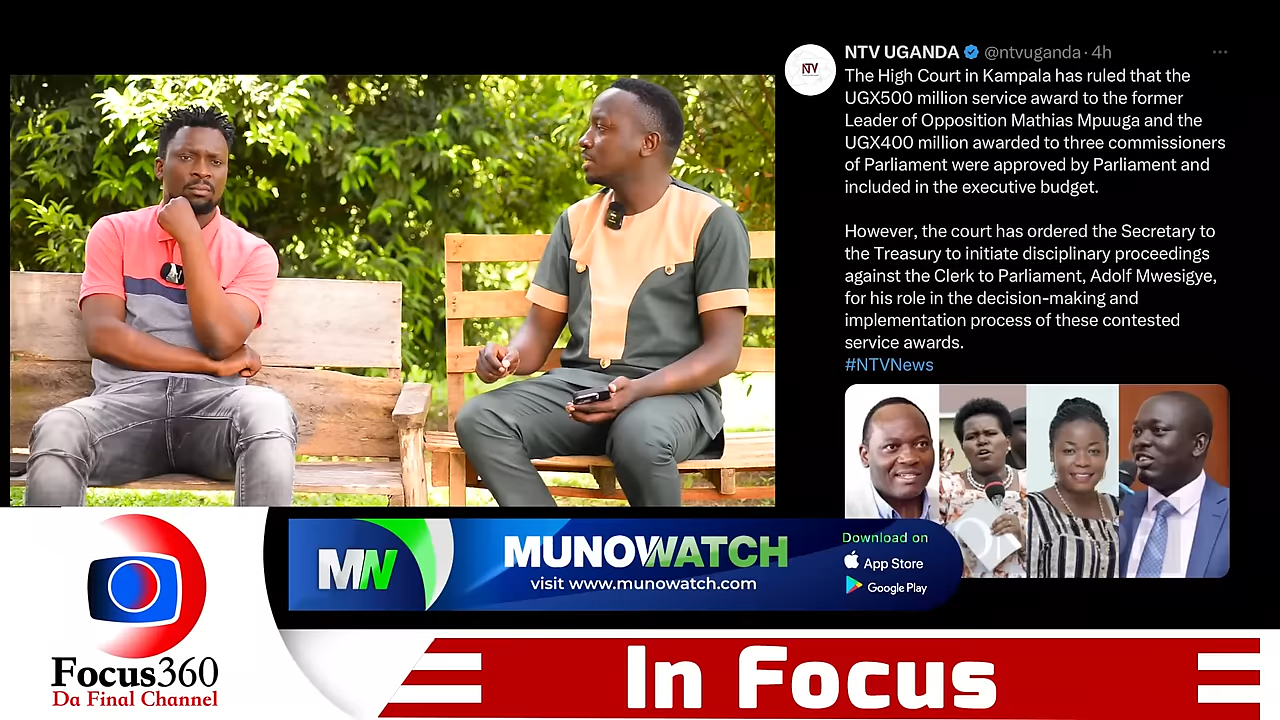 NTV UGANDA @ntvuganda · 4h
The High Court in Kampala has ruled that the
UGX500 million service award to the former
Leader of Opposition Mathias Mpuuga and the
UGX400 million awarded to three commissioners
of Parliament were approved by Parliament and
included in the executive budget.
However, the court has ordered the Secretary to
the Treasury to initiate disciplinary proceedings
against the Clerk to Parliament, Adolf Mwesigye,
for his role in the decision-making and
implementation process of these contested
service awards.
#NTVNews
NTV
MN
MUNOWATCH
visit www.munowatch.com
Download on
App Store
Google Play
Focus360
Da Final Channel
In Focus